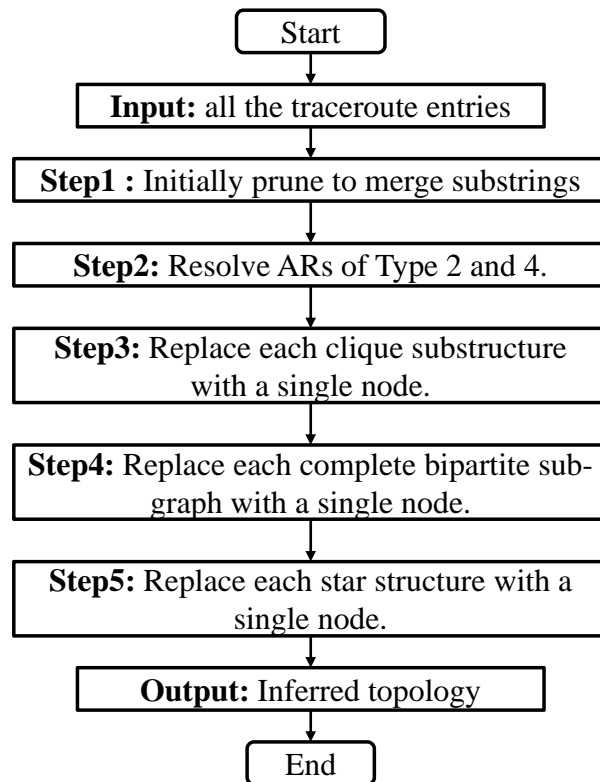 Start
Input: all the traceroute entries
Step1 : Initially prune to merge substrings
Step2: Resolve ARs of Type 2 and 4.
Step3: Replace each clique substructure
with a single node.
Step4: Replace each complete bipartite sub-
graph with a single node.
Step5: Replace each star structure with a
single node.
Output: Inferred topology
End